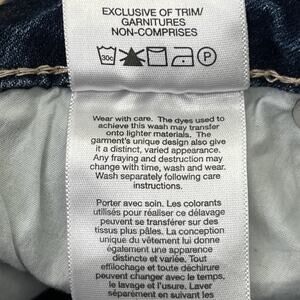 EXCLUSIVE OF TRIM/
GARNITURES
NON-COMPRISES
30c
P
Wear with care. The dyes used to
achieve this wash may transfer
onto lighter materials. The
garment's unique design also give
it a distinct, varied appearance.
Any fraying and destruction may
change with time, wash and wear.
Wash separately following care
instructions.
Porter avec soin. Les colorants
utilisés pour réaliser ce délavage
peuvent se transférer sur des
tissus plus pâles. La conception
unique du vêtement lui donne
également une apparence
distincte et variée. Tout
effilochage et toute déchirure
peuvent changer avec le temps,
le lavage et l'usure. Laver
séparément en suivant les